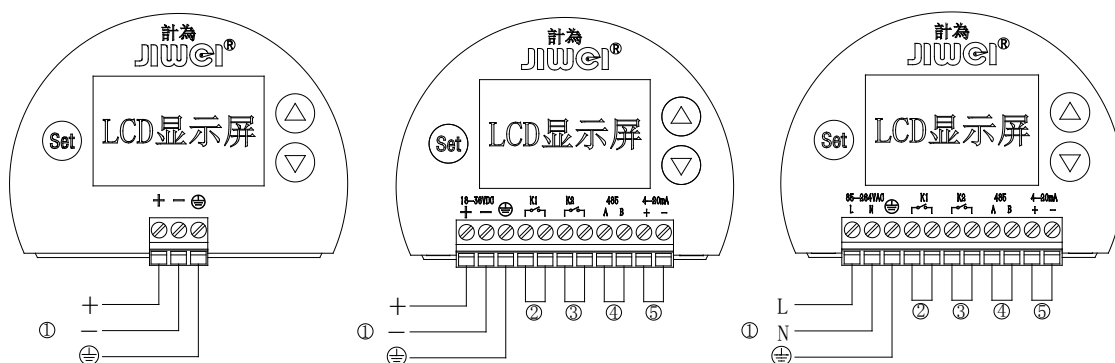 計為
JIWEI®
LCD显示屏
Set
+ −
+
① −
計為
JIWEI®
LCD显示屏
Set
18—36VDC K1 K2 485 4—20mA
+ − A B + −
+
① −
② ③ ④ ⑤
計為
JIWEI®
LCD显示屏
Set
85—264VAC K1 K2 485 4—20mA
L N A B + −
L
① N
② ③ ④ ⑤